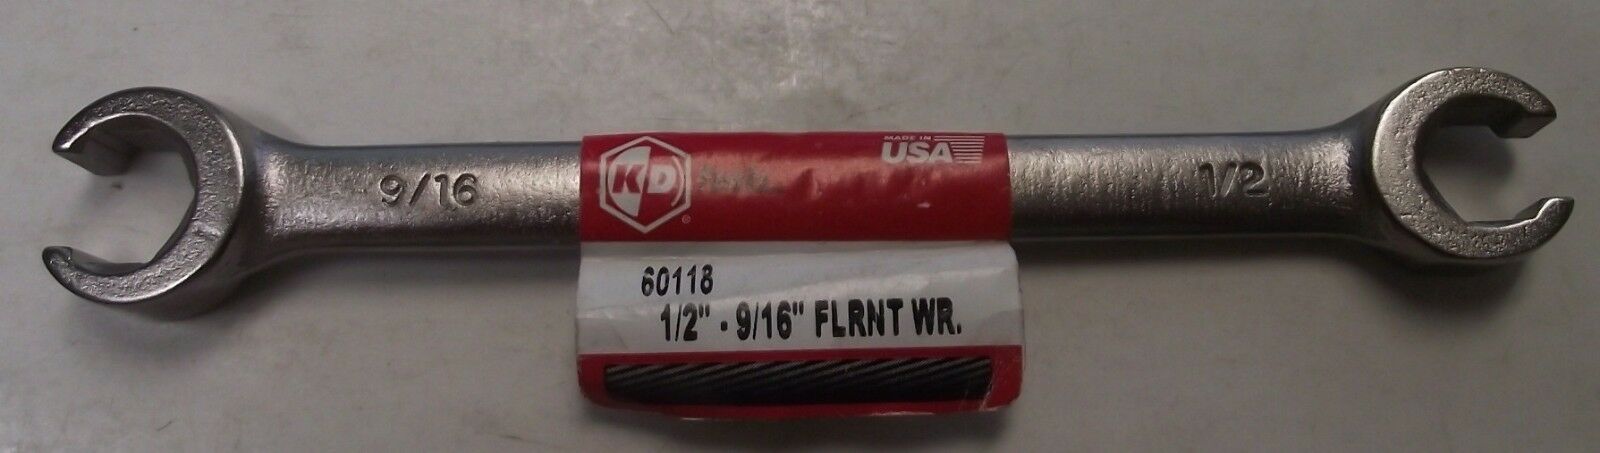 9/16
KD
®
MADE IN
USA
1/2
60118
1/2" - 9/16" FLRNT WR.